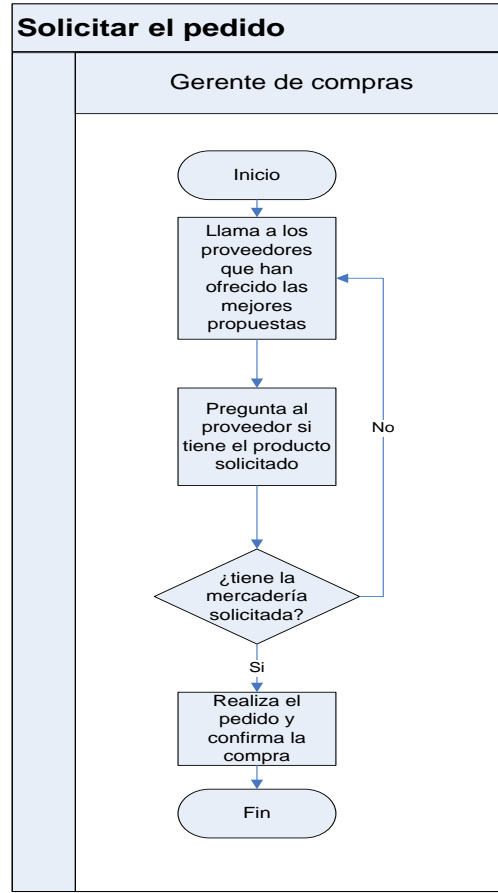 Solicitar el pedido
Gerente de compras
Inicio
Llama a los
proveedores
que han
ofrecido las
mejores
propuestas
Pregunta al
proveedor si
tiene el producto
solicitado
No
¿tiene la
mercadería
solicitada?
Si
Realiza el
pedido y
confirma la
compra
Fin